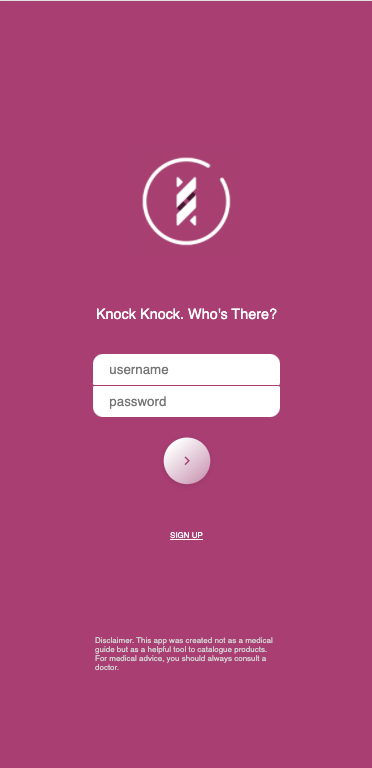 Knock Knock. Who's There?
username
password
SIGN UP
Disclaimer. This app was created not as a medical
guide but as a helpful tool to catalogue products.
For medical advice, you should always consult a
doctor.